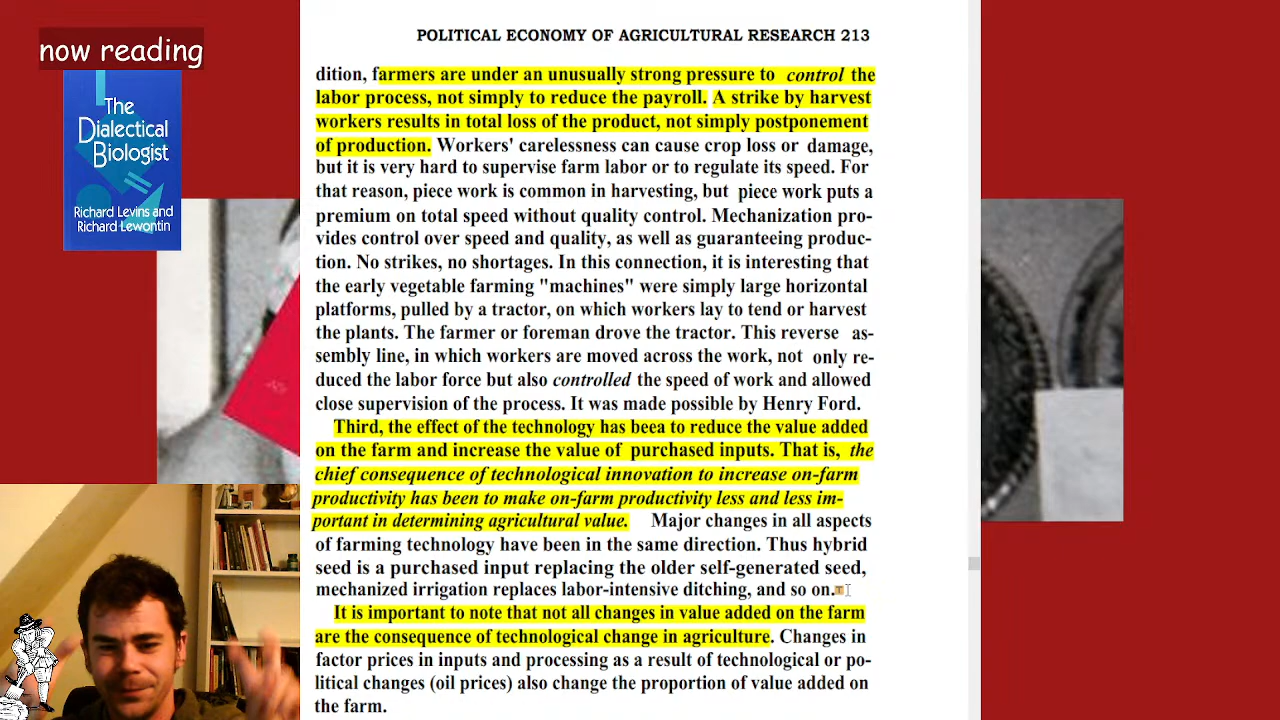 now reading
The
Dialectical
Biologist
Richard Levins and
Richard Lewontin
POLITICAL ECONOMY OF AGRICULTURAL RESEARCH 213
dition, farmers are under an unusually strong pressure to control the
labor process, not simply to reduce the payroll. A strike by harvest
workers results in total loss of the product, not simply postponement
of production. Workers' carelessness can cause crop loss or damage,
but it is very hard to supervise farm labor or to regulate its speed. For
that reason, piece work is common in harvesting, but piece work puts a
premium on total speed without quality control. Mechanization pro-
vides control over speed and quality, as well as guaranteeing produc-
tion. No strikes, no shortages. In this connection, it is interesting that
the early vegetable farming "machines" were simply large horizontal
platforms, pulled by a tractor, on which workers lay to tend or harvest
the plants. The farmer or foreman drove the tractor. This reverse as-
sembly line, in which workers are moved across the work, not only re-
duced the labor force but also controlled the speed of work and allowed
close supervision of the process. It was made possible by Henry Ford.
Third, the effect of the technology has beea to reduce the value added
on the farm and increase the value of purchased inputs. That is, the
chief consequence of technological innovation to increase on-farm
productivity has been to make on-farm productivity less and less im-
portant in determining agricultural value. Major changes in all aspects
of farming technology have been in the same direction. Thus hybrid
seed is a purchased input replacing the older self-generated seed,
mechanized irrigation replaces labor-intensive ditching, and so on.
It is important to note that not all changes in value added on the farm
are the consequence of technological change in agriculture. Changes in
factor prices in inputs and processing as a result of technological or po-
litical changes (oil prices) also change the proportion of value added on
the farm.